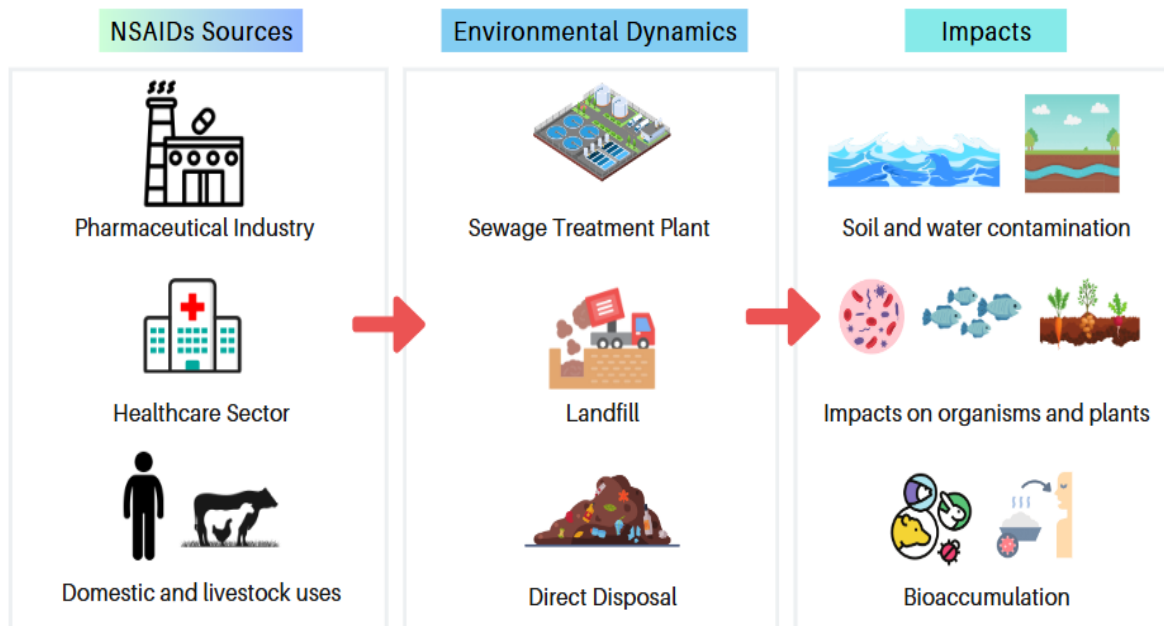 NSAIDs Sources
Environmental Dynamics
Impacts
Pharmaceutical Industry
Sewage Treatment Plant
Soil and water contamination
Healthcare Sector
Landfill
Impacts on organisms and plants
Domestic and livestock uses
Direct Disposal
Bioaccumulation